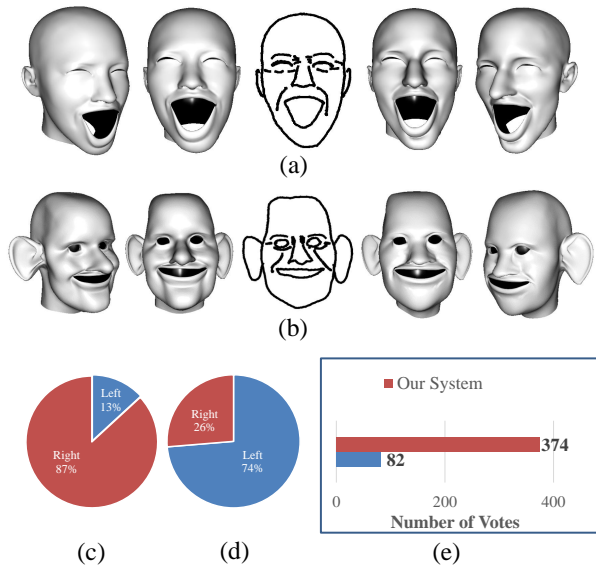 (a)
(b)
Left
13%
Right
87%
Right
26%
Left
74%
Our System
374
82
0
200
400
Number of Votes
(c)
(d)
(e)